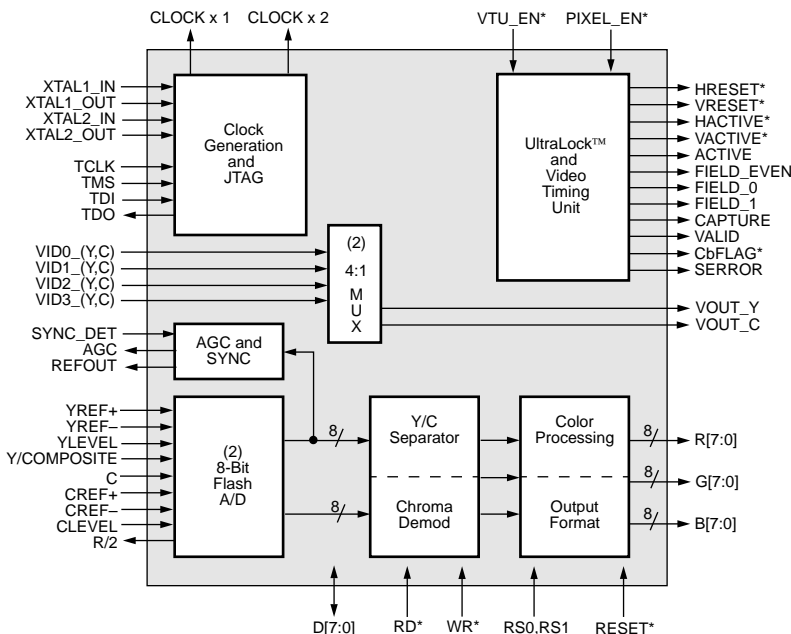 CLOCK x 1
CLOCK x 2
VTU_EN*
PIXEL_EN*
XTAL1_IN
XTAL1_OUT
XTAL2_IN
XTAL2_OUT
TCLK
TMS
TDI
TDO
Clock
Generation
and
JTAG
UltraLock™
and
Video
Timing
Unit
HRESET*
VRESET*
HACTIVE*
VACTIVE*
ACTIVE
FIELD_EVEN
FIELD_0
FIELD_1
CAPTURE
VALID
CbFLAG*
SERROR
VID0_(Y,C)
VID1_(Y,C)
VID2_(Y,C)
VID3_(Y,C)
(2)
4:1
M
U
X
VOUT_Y
VOUT_C
SYNC_DET
AGC
REFOUT
AGC and
SYNC
YREF+
YREF–
YLEVEL
Y/COMPOSITE
C
CREF+
CREF–
CLEVEL
R/2
(2)
8-Bit
Flash
A/D
8
8
Y/C
Separator
Chroma
Demod
Color
Processing
Output
Format
8
R[7:0]
8
G[7:0]
8
B[7:0]
D[7:0]
RD*
WR*
RS0,RS1
RESET*